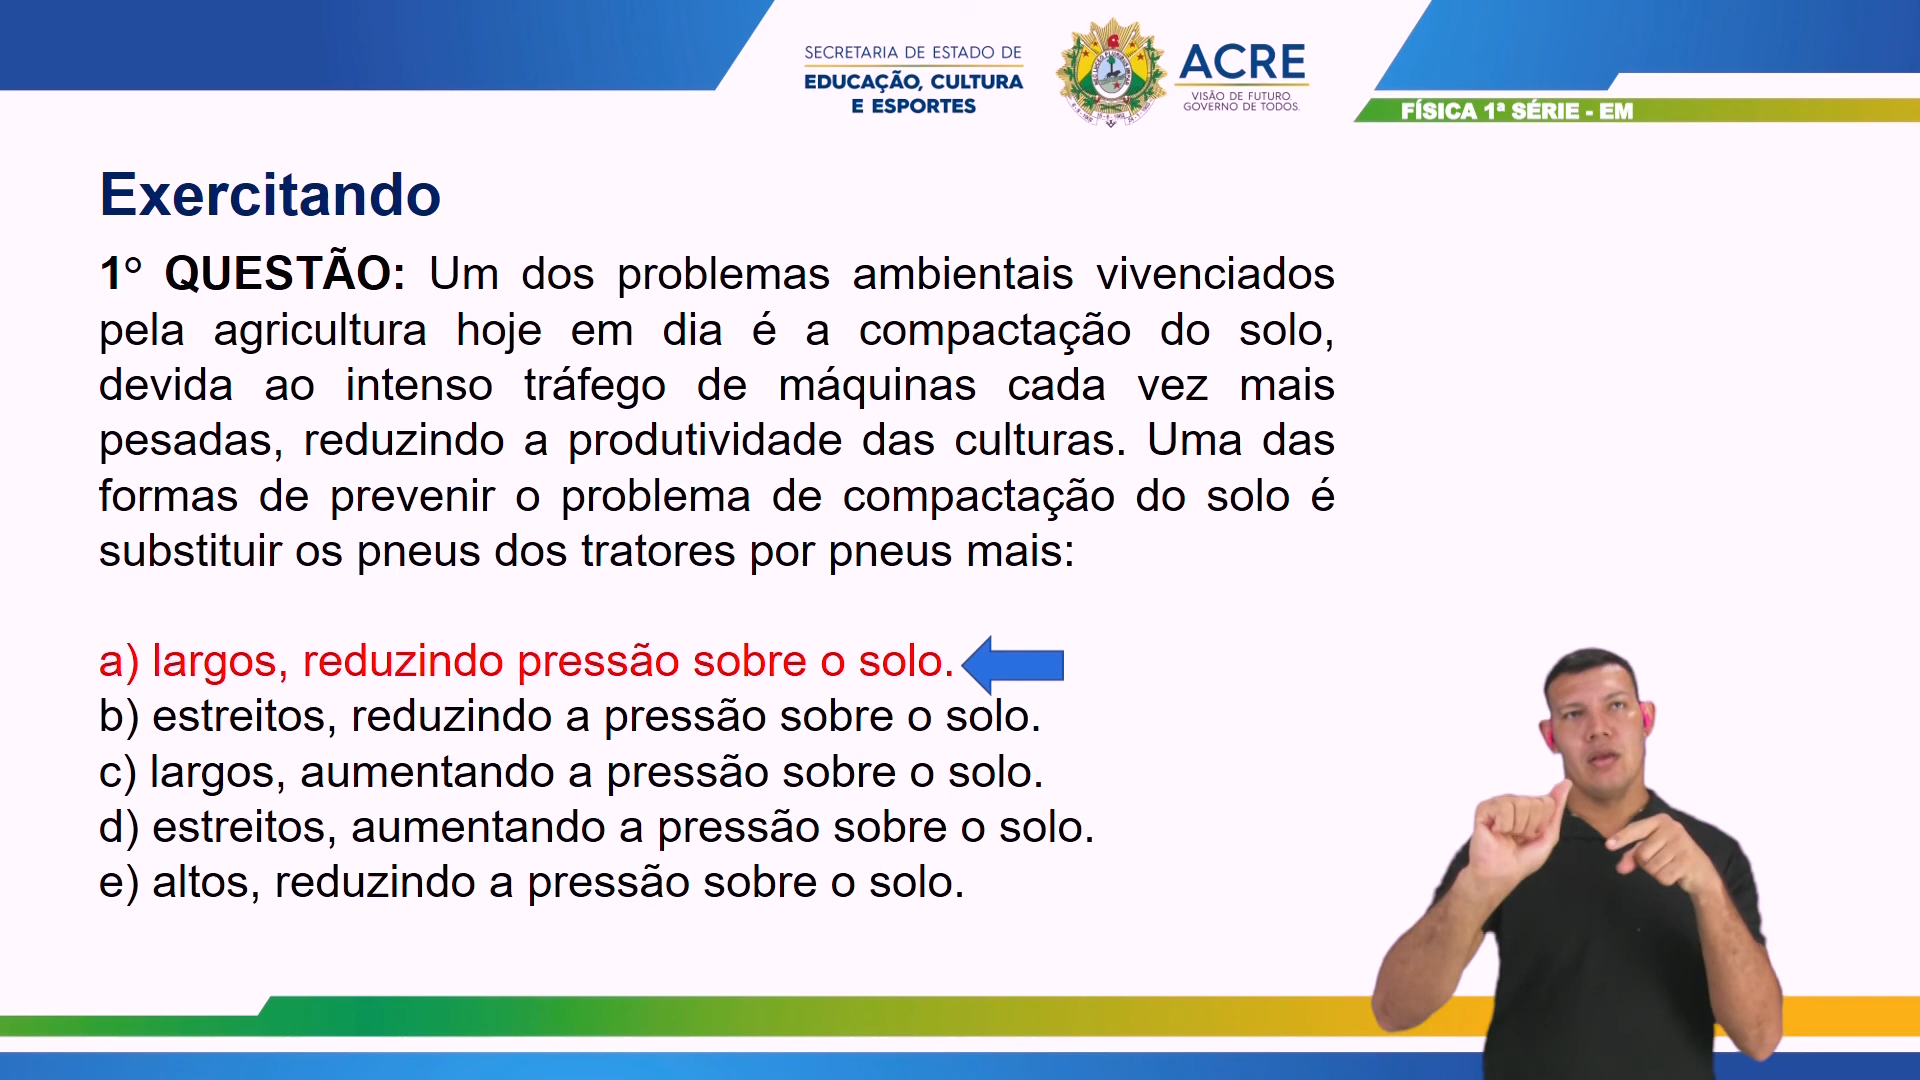 SECRETARIA DE ESTADO DE
EDUCAÇÃO, CULTURA
E ESPORTES
ACRE
VISÃO DE FUTURO.
GOVERNO DE TODOS.
FÍSICA 1ª SÉRIE - EM
Exercitando
1° QUESTÃO: Um dos problemas ambientais vivenciados
pela agricultura hoje em dia é a compactação do solo,
devida ao intenso tráfego de máquinas cada vez mais
pesadas, reduzindo a produtividade das culturas. Uma das
formas de prevenir o problema de compactação do solo é
substituir os pneus dos tratores por pneus mais:
a) largos, reduzindo pressão sobre o solo.
b) estreitos, reduzindo a pressão sobre o solo.
c) largos, aumentando a pressão sobre o solo.
d) estreitos, aumentando a pressão sobre o solo.
e) altos, reduzindo a pressão sobre o solo.